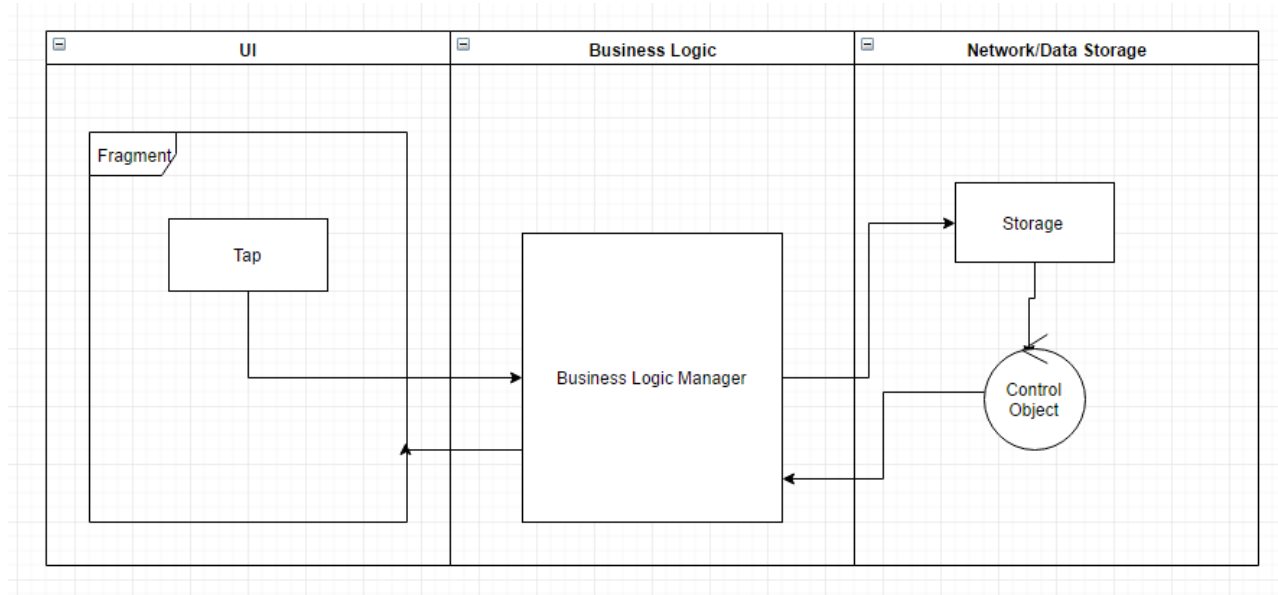 UI
Business Logic
Network/Data Storage
Fragment
Tap
Business Logic Manager
Storage
Control
Object